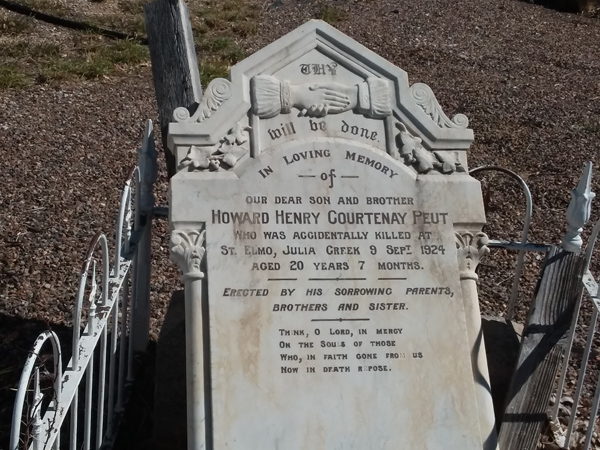 THY
will be done.
IN LOVING MEMORY
of
OUR DEAR SON AND BROTHER
HOWARD HENRY COURTENAY PEUT
WHO WAS ACCIDENTALLY KILLED AT
ST. ELMO, JULIA CREEK 9 SEPT. 1924
AGED 20 YEARS 7 MONTHS.
ERECTED BY HIS SORROWING PARENTS,
BROTHERS AND SISTER.
THINK, O LORD, IN MERCY
ON THE SOULS OF THOSE
WHO, IN FAITH GONE FROM US
NOW IN DEATH REPOSE.